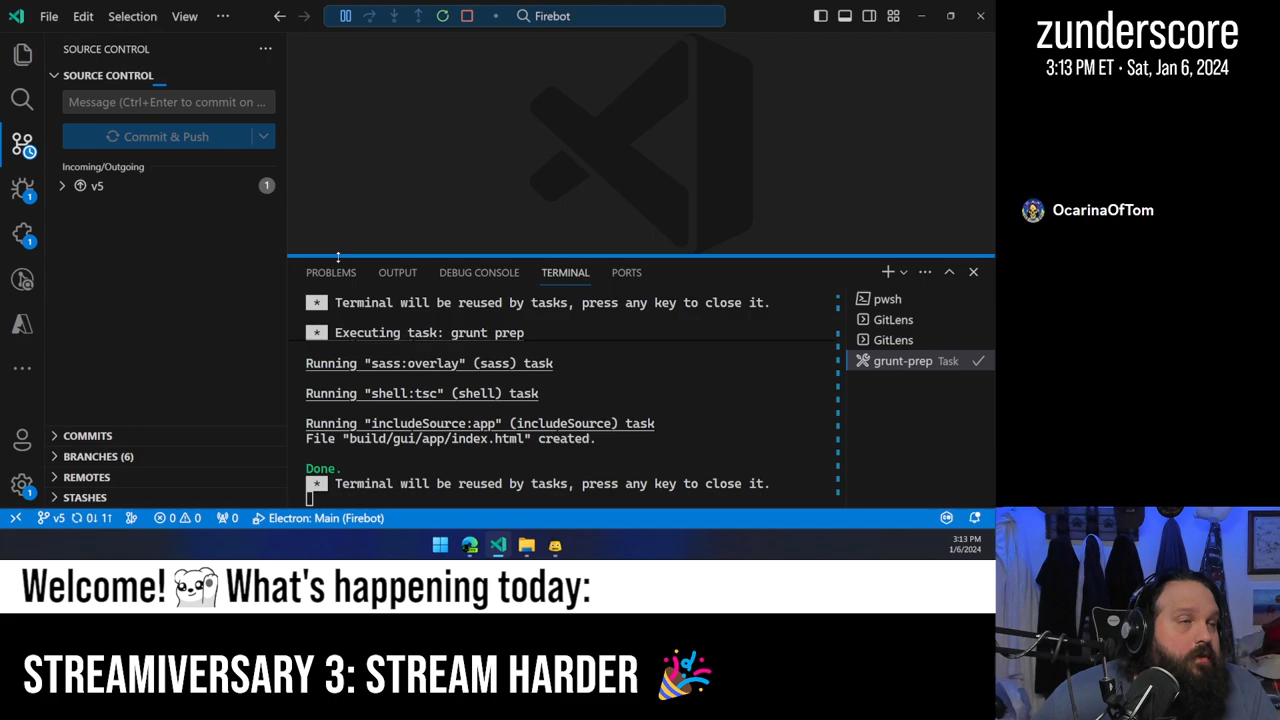 File Edit Selection View ··· Firebot
SOURCE CONTROL ···
SOURCE CONTROL
Message (Ctrl+Enter to commit on ...
Commit & Push
Incoming/Outgoing
v5 1
COMMITS
BRANCHES (6)
REMOTES
STASHES
1
1
1
1
PROBLEMS OUTPUT DEBUG CONSOLE TERMINAL PORTS
* Terminal will be reused by tasks, press any key to close it.
* Executing task: grunt prep
Running "sass:overlay" (sass) task
Running "shell:tsc" (shell) task
Running "includeSource:app" (includeSource) task
File "build/gui/app/index.html" created.
Done.
* Terminal will be reused by tasks, press any key to close it.
pwsh
GitLens
GitLens
grunt-prep Task
v5 0↓ 1↑ 0 0 0 Electron: Main (Firebot)
3:13 PM
1/6/2024
zunderscore
3:13 PM ET • Sat, Jan 6, 2024
OcarinaOfTom
Welcome! What's happening today:
STREAMIVERSARY 3: STREAM HARDER